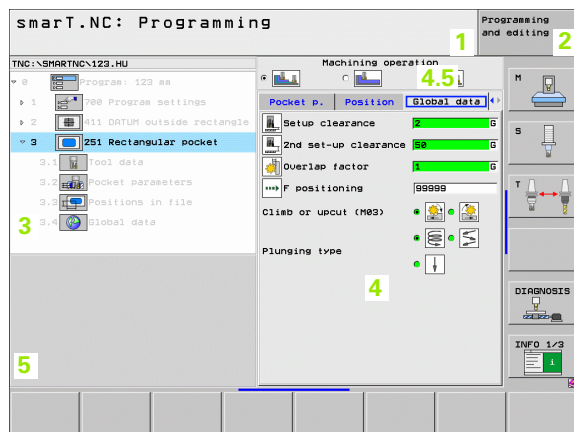 smarT.NC: Programming
1
Programming
and editing
2
TNC:\SMARTNC\123.HU
0 Program: 123 mm
1 700 Program settings
2 411 DATUM outside rectangle
3 251 Rectangular pocket
3.1 Tool data
3.2 Pocket parameters
3.3 Positions in file
3.4 Global data
3
5
Machining operation
4.5
Pocket p. Position Global data
Setup clearance 2 G
2nd set-up clearance 50 G
Overlap factor 1 G
F positioning 99999
Climb or upcut (M03)
Plunging type
4
M
S
T
DIAGNOSIS
INFO 1/3
i